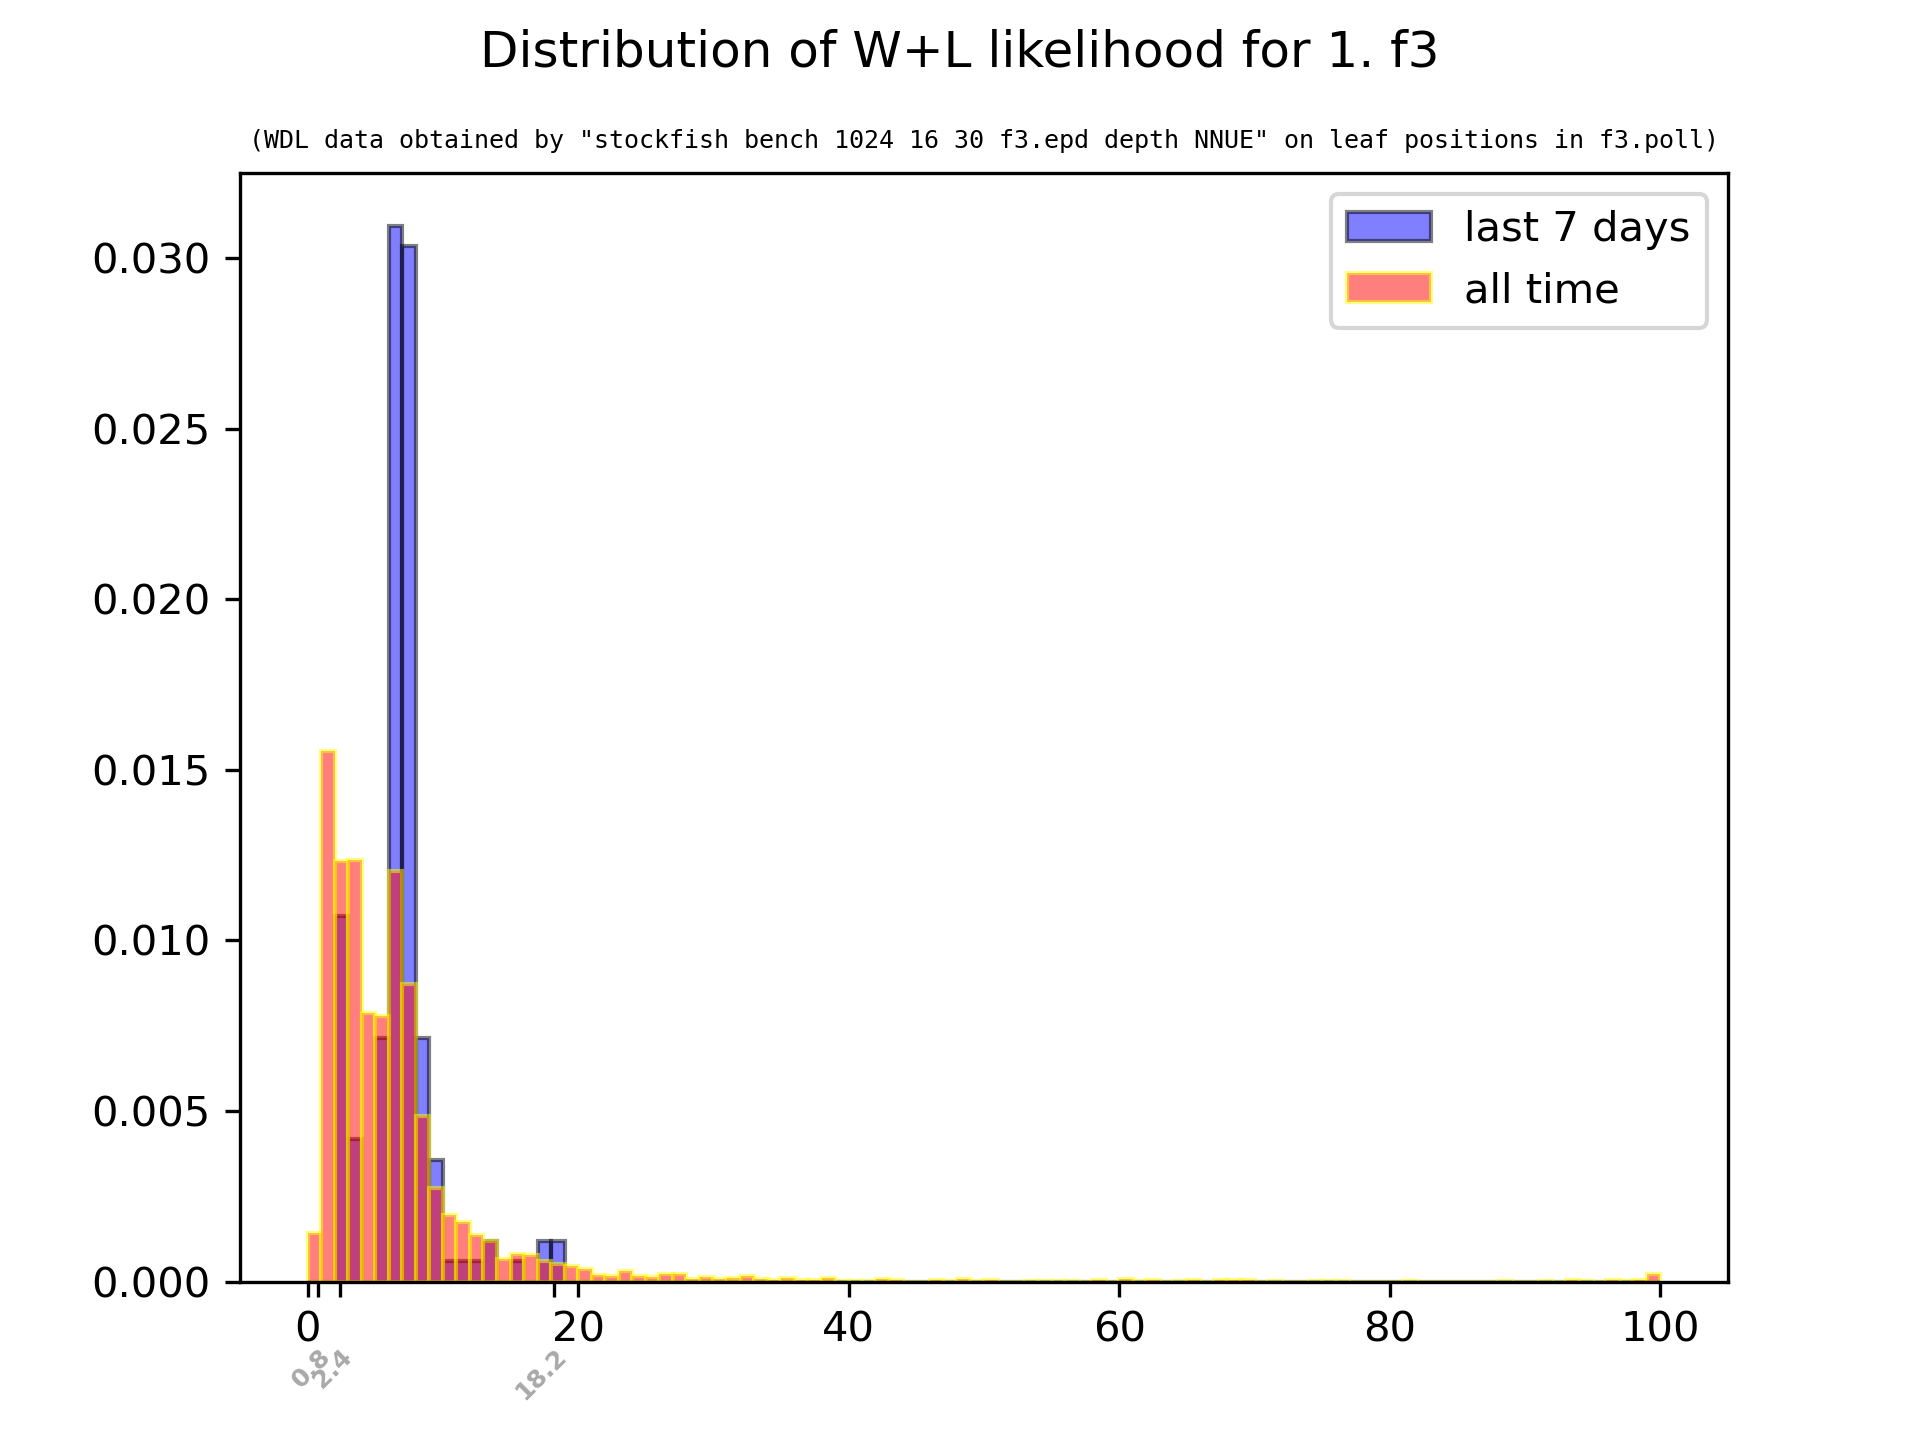 Distribution of W+L likelihood for 1. f3
(WDL data obtained by "stockfish bench 1024 16 30 f3.epd depth NNUE" on leaf positions in f3.poll)
last 7 days
all time
0.030
0.025
0.020
0.015
0.010
0.005
0.000
0 20 40 60 80 100
0.8 2.4 18.2